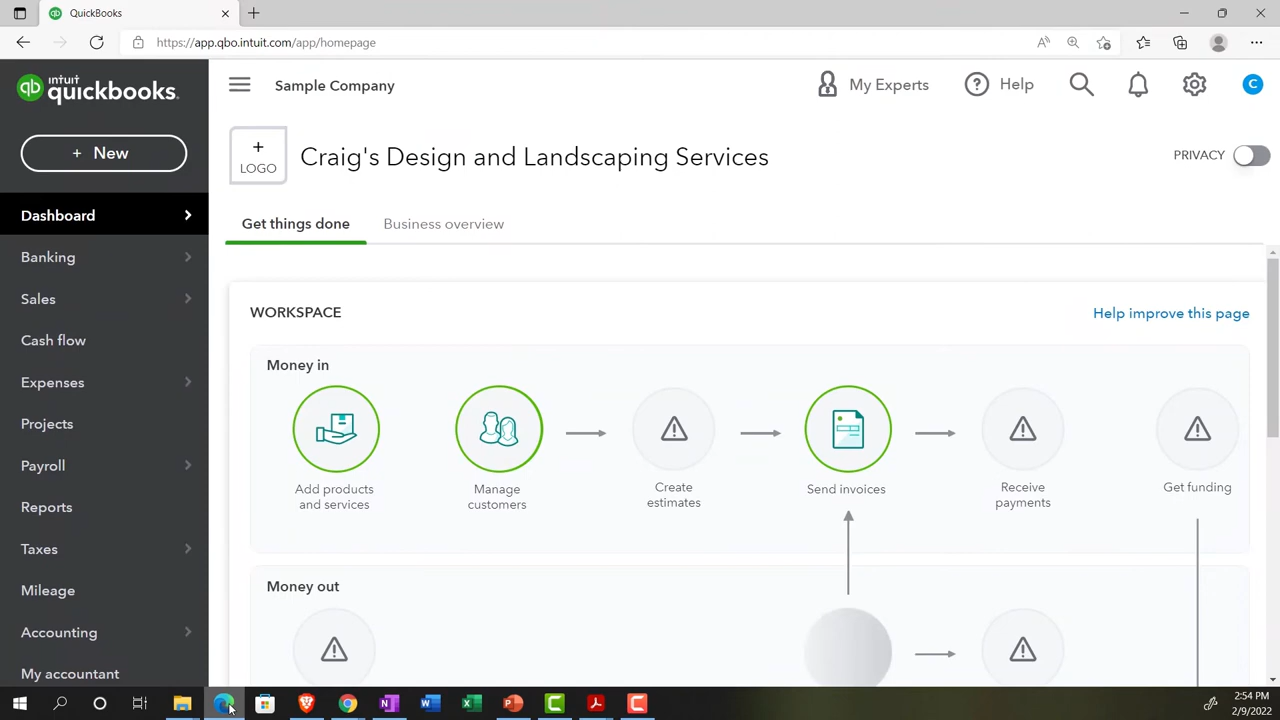 QuickBooks
https://app.qbo.intuit.com/app/homepage
intuit
quickbooks.
Sample Company
My Experts
Help
C
+ New
+
LOGO
Craig's Design and Landscaping Services
PRIVACY
Dashboard
Banking
Sales
Cash flow
Expenses
Projects
Payroll
Reports
Taxes
Mileage
Accounting
My accountant
Get things done
Business overview
WORKSPACE
Help improve this page
Money in
Add products
and services
Manage
customers
Create
estimates
Send invoices
Receive
payments
Get funding
Money out
2:54 PM
2/9/2022